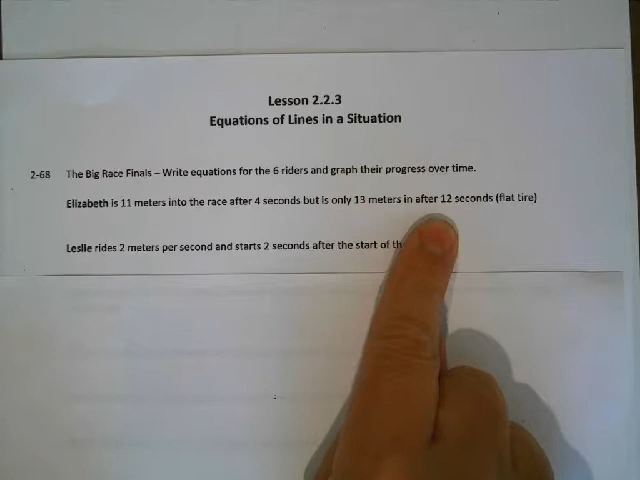 Lesson 2.2.3
Equations of Lines in a Situation
2-68 The Big Race Finals – Write equations for the 6 riders and graph their progress over time.
Elizabeth is 11 meters into the race after 4 seconds but is only 13 meters in after 12 seconds (flat tire)
Leslie rides 2 meters per second and starts 2 seconds after the start of th